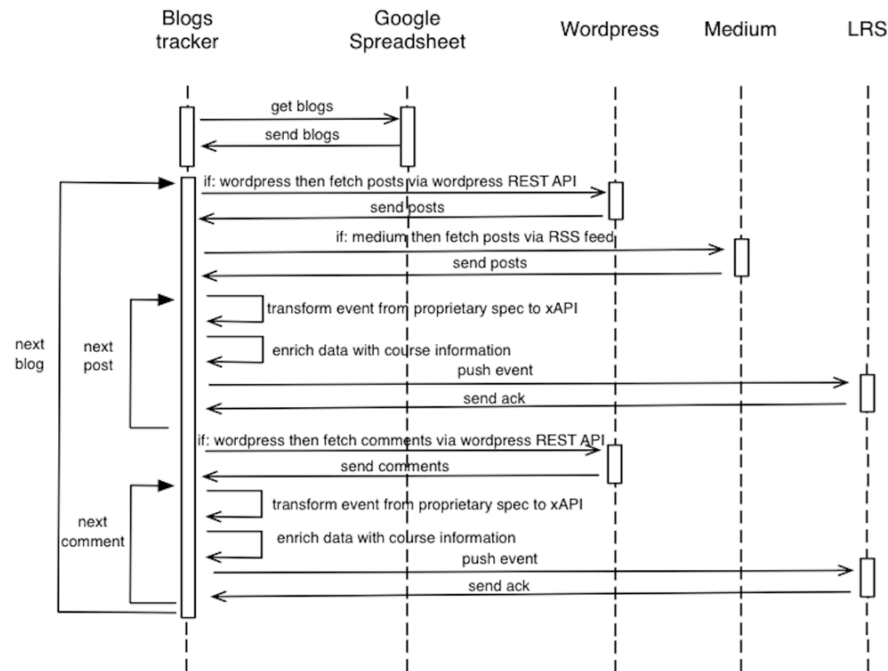 Blogs
tracker
Google
Spreadsheet
Wordpress
Medium
LRS
get blogs
send blogs
if: wordpress then fetch posts via wordpress REST API
send posts
if: medium then fetch posts via RSS feed
send posts
transform event from proprietary spec to xAPI
next
blog
next
post
enrich data with course information
push event
send ack
if: wordpress then fetch comments via wordpress REST API
send comments
transform event from proprietary spec to xAPI
next
comment
enrich data with course information
push event
send ack